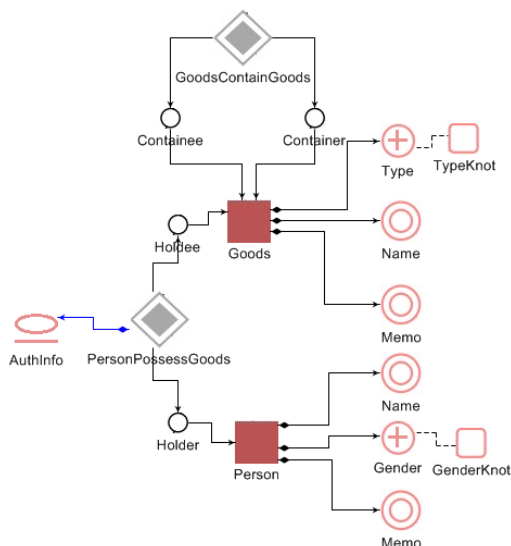 GoodsContainGoods
Containee
Container
Type
TypeKnot
Holdee
Goods
Name
Memo
AuthInfo
PersonPossessGoods
Name
Holder
Person
Gender
GenderKnot
Memo